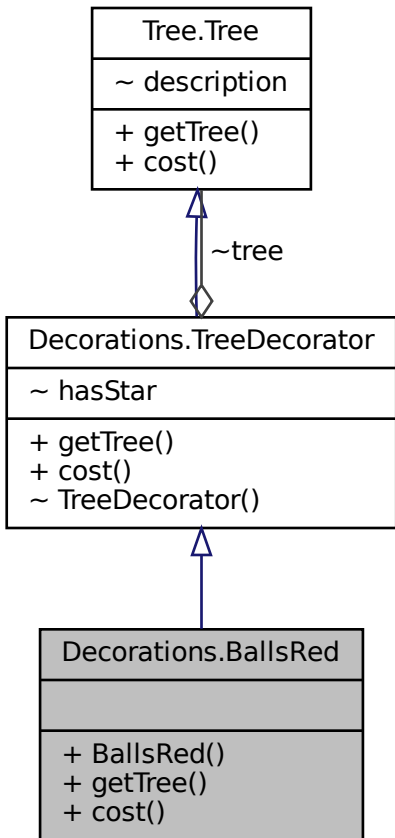 Tree.Tree
~ description
+ getTree()
+ cost()
~tree
Decorations.TreeDecorator
~ hasStar
+ getTree()
+ cost()
~ TreeDecorator()
Decorations.BallsRed
+ BallsRed()
+ getTree()
+ cost()